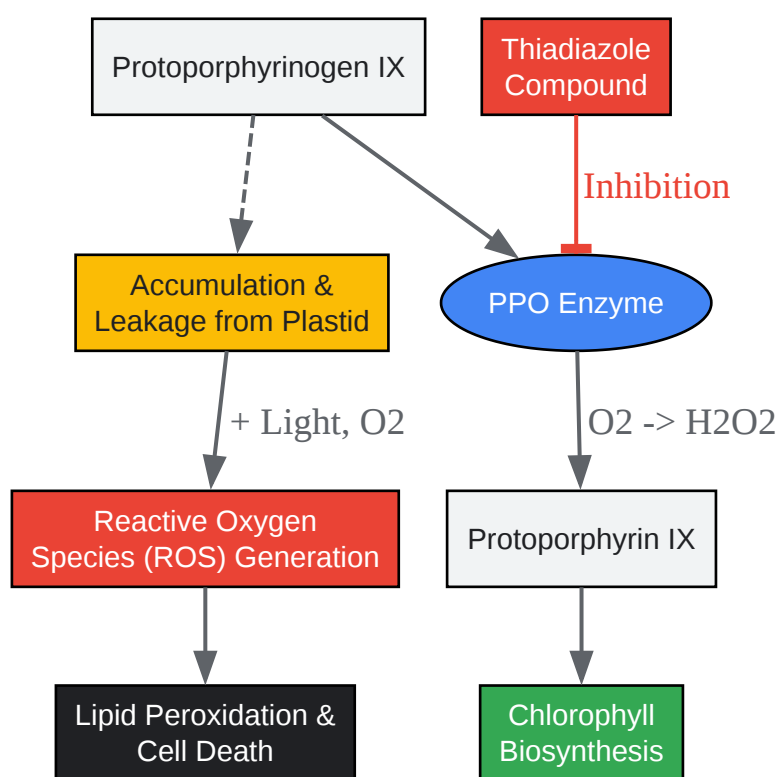 Protoporphyrinogen IX
Thiadiazole
Compound
Inhibition
Accumulation &
Leakage from Plastid
PPO Enzyme
+ Light, O2
O2 -> H2O2
Reactive Oxygen
Species (ROS) Generation
Protoporphyrin IX
Lipid Peroxidation &
Cell Death
Chlorophyll
Biosynthesis